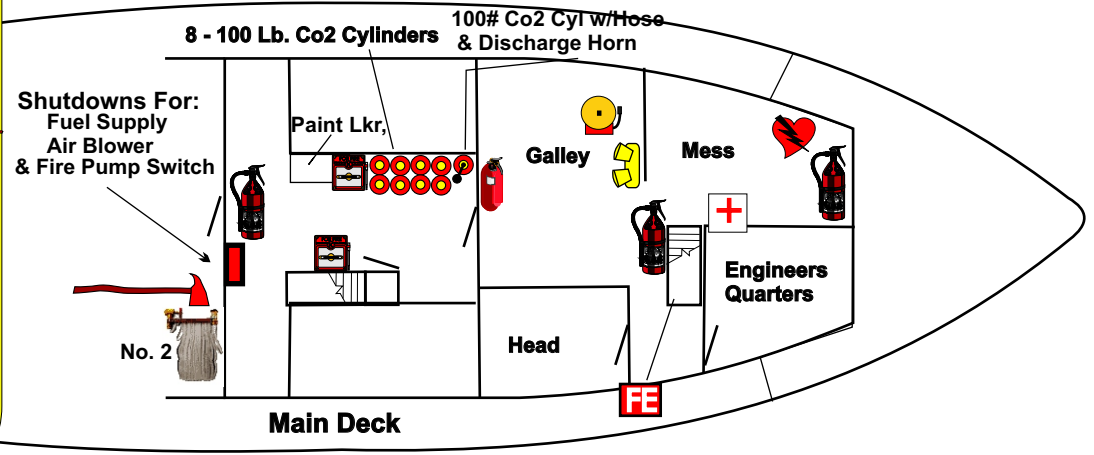 100# Co2 Cyl w/Hose
& Discharge Horn
8 - 100 Lb. Co2 Cylinders
Shutdowns For:
Fuel Supply
Air Blower
& Fire Pump Switch
Paint Lkr,
Galley
Mess
Engineers
Quarters
Head
No. 2
FE
Main Deck